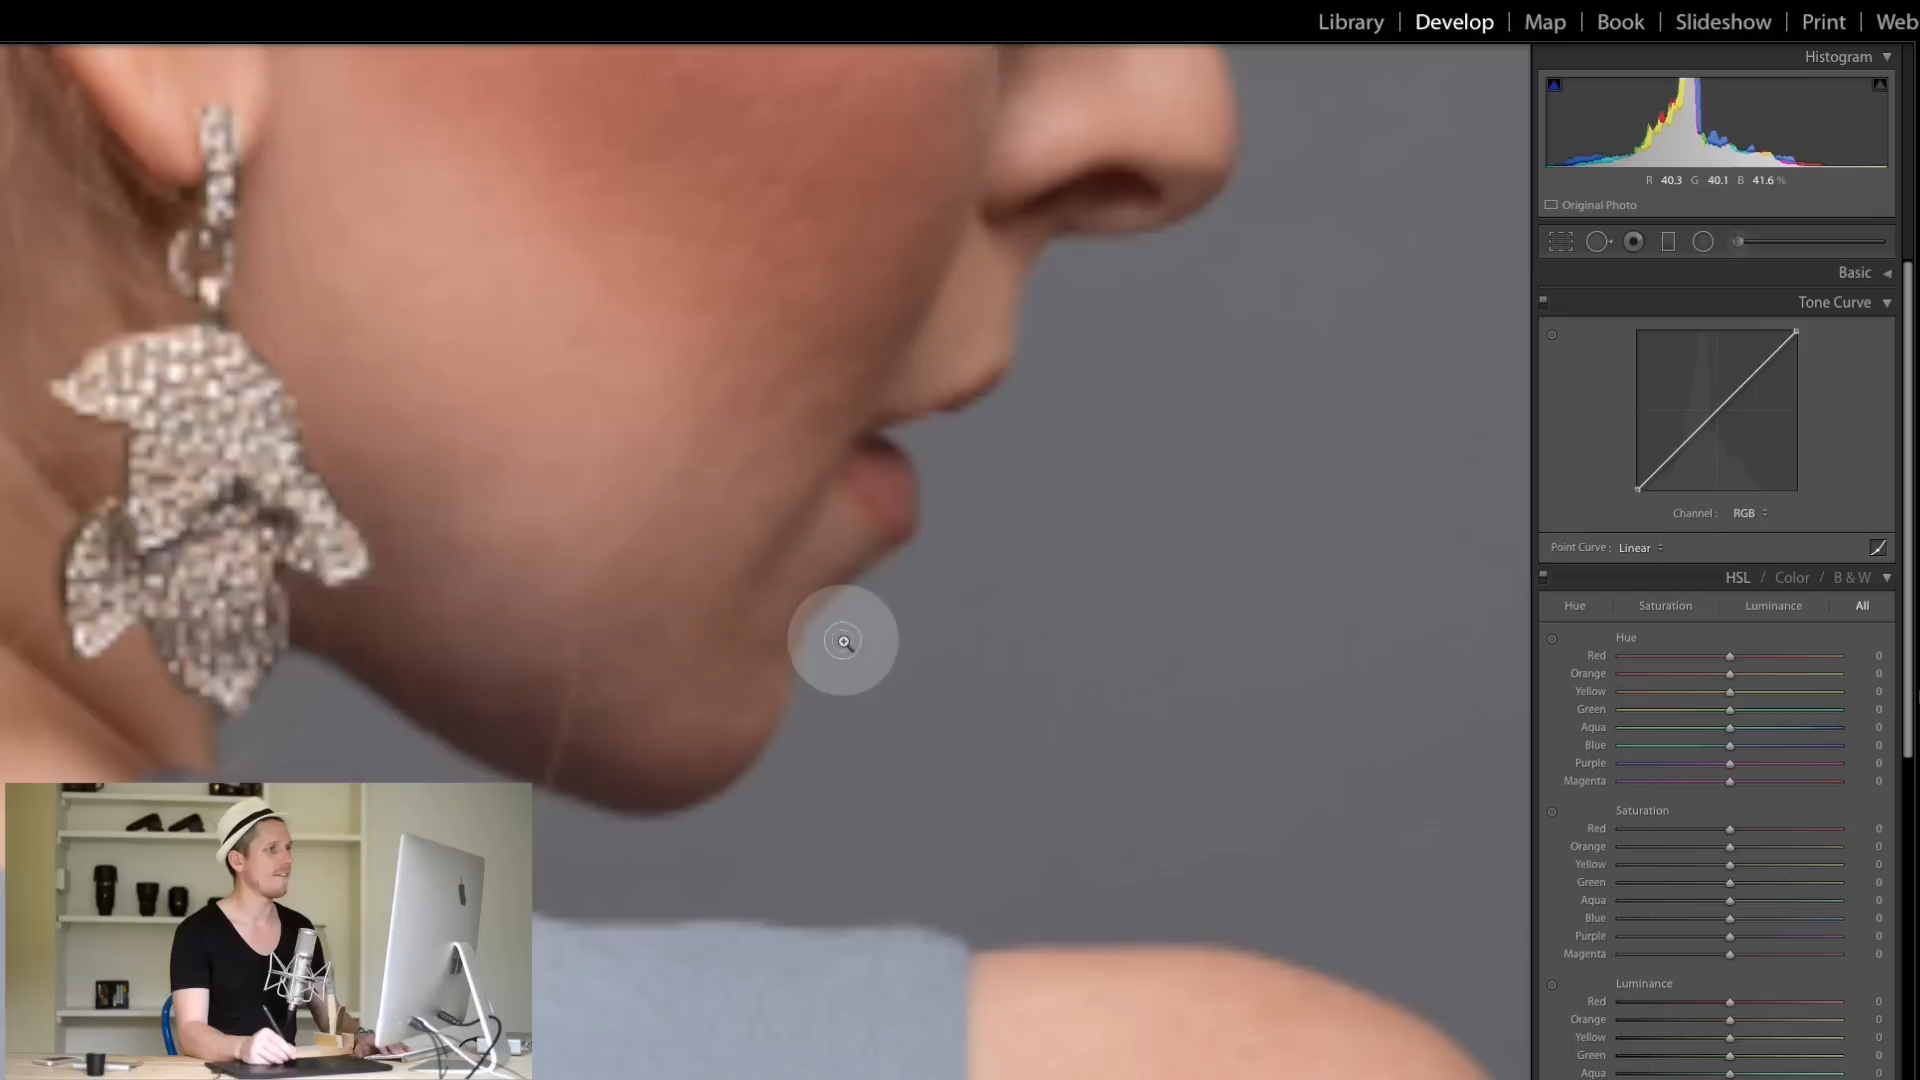 Library | Develop | Map | Book | Slideshow | Print | Web
Histogram
R 40.3 G 40.1 B 41.6 %
Original Photo
Basic
Tone Curve
Channel : RGB
Point Curve : Linear
HSL / Color / B & W
Hue Saturation Luminance All
Hue
Red 0
Orange 0
Yellow 0
Green 0
Aqua 0
Blue 0
Purple 0
Magenta 0
Saturation
Red 0
Orange 0
Yellow 0
Green 0
Aqua 0
Blue 0
Purple 0
Magenta 0
Luminance
Red 0
Orange 0
Yellow 0
Green 0
Aqua 0